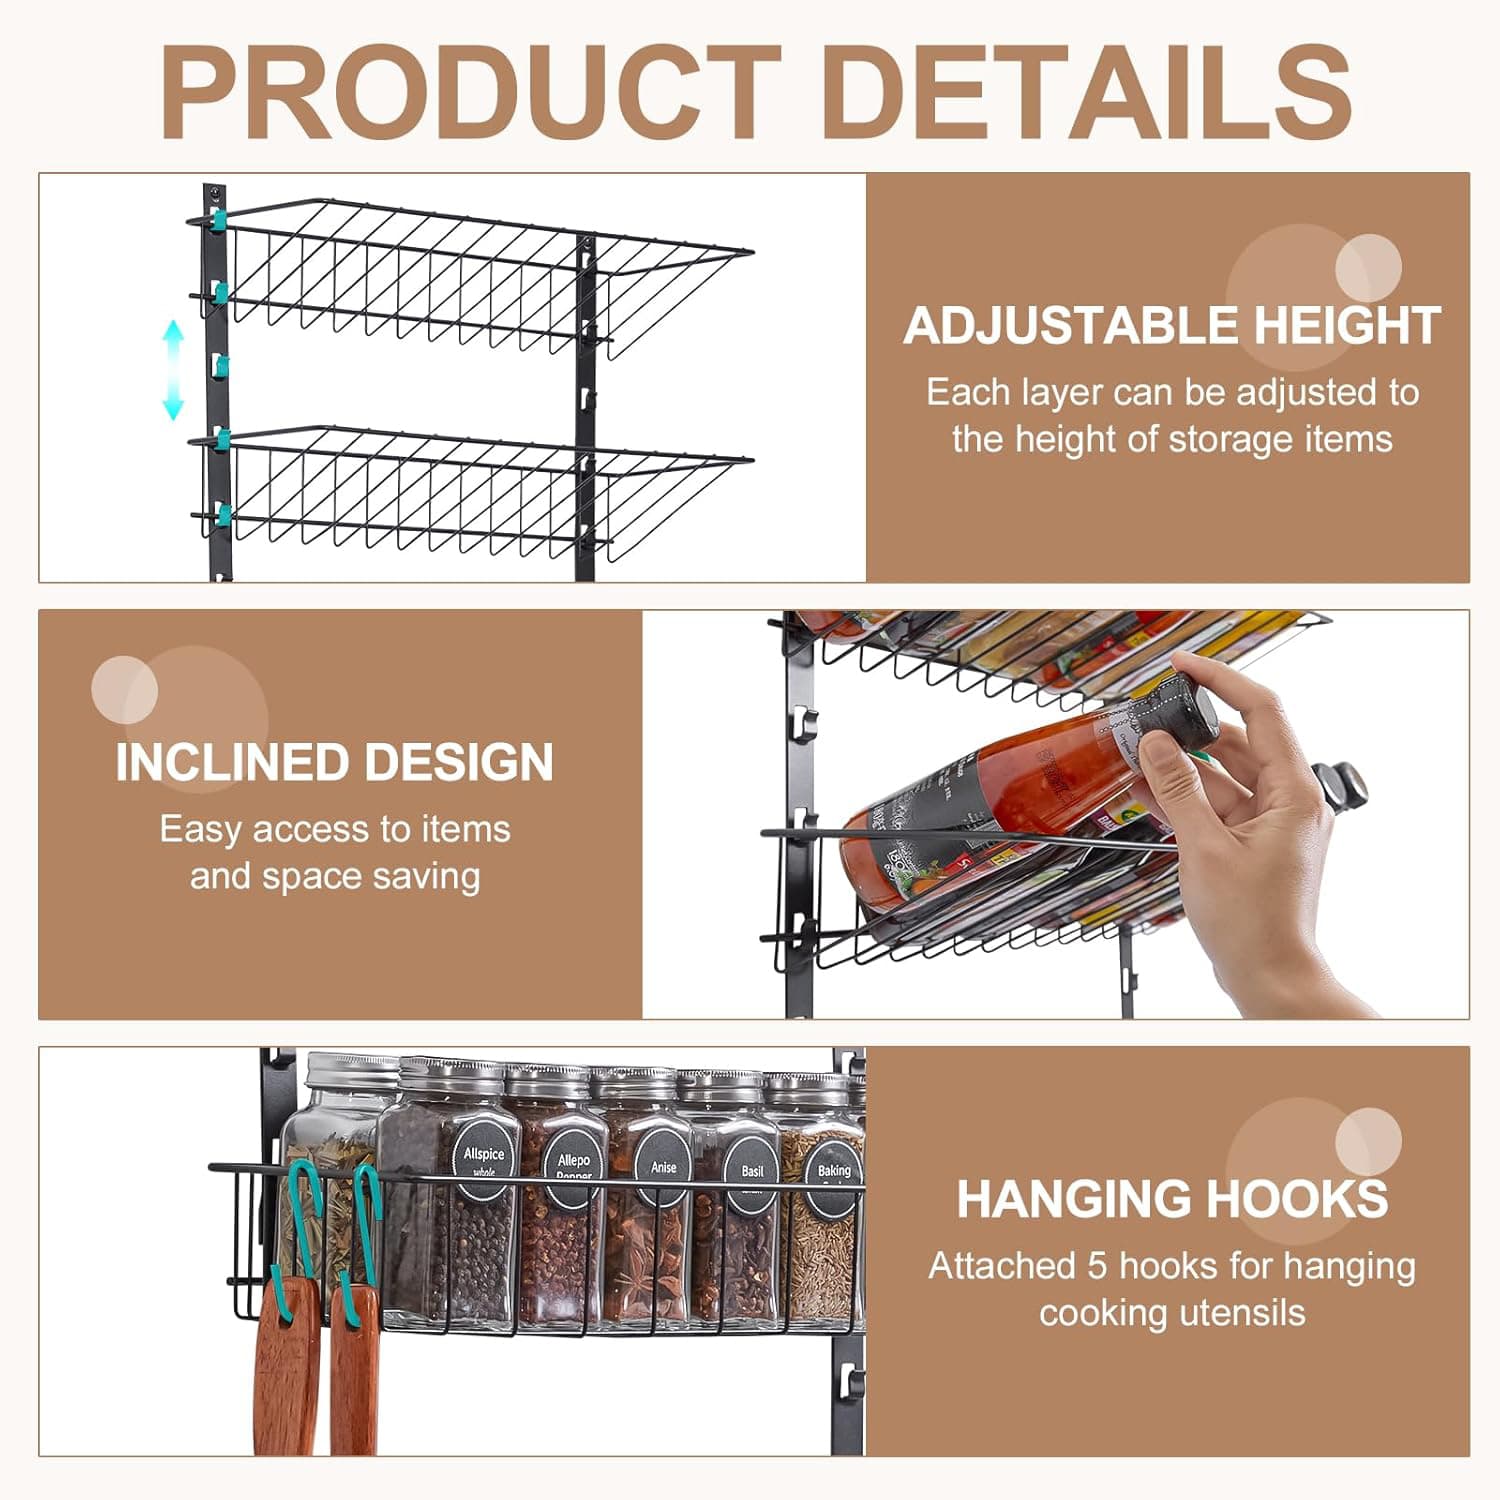 PRODUCT DETAILS
ADJUSTABLE HEIGHT
Each layer can be adjusted to
the height of storage items
INCLINED DESIGN
Easy access to items
and space saving
Original
1804
Allspice
whole
Allepo
Pepper
Anise
Basil
Baking
HANGING HOOKS
Attached 5 hooks for hanging
cooking utensils